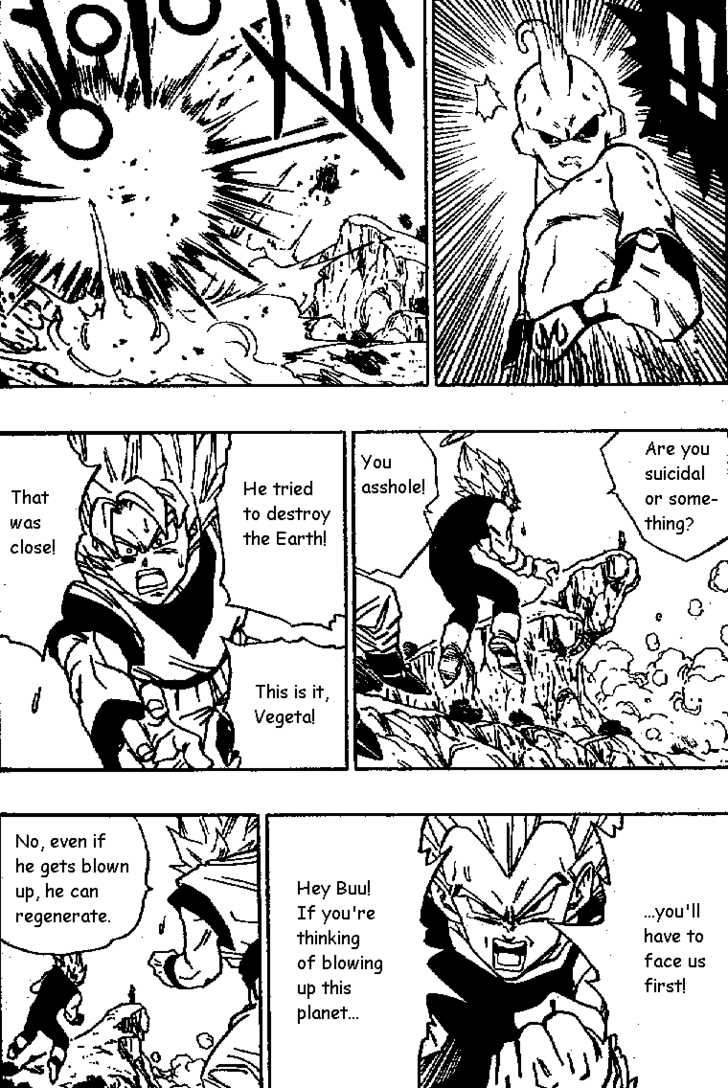 !!
That
was
close!
He tried
to destroy
the Earth!
This is it,
Vegeta!
You
asshole!
Are you
suicidal
or some-
thing?
No, even if
he gets blown
up, he can
regenerate.
Hey Buu!
If you're
thinking
of blowing
up this
planet...
...you'll
have to
face us
first!